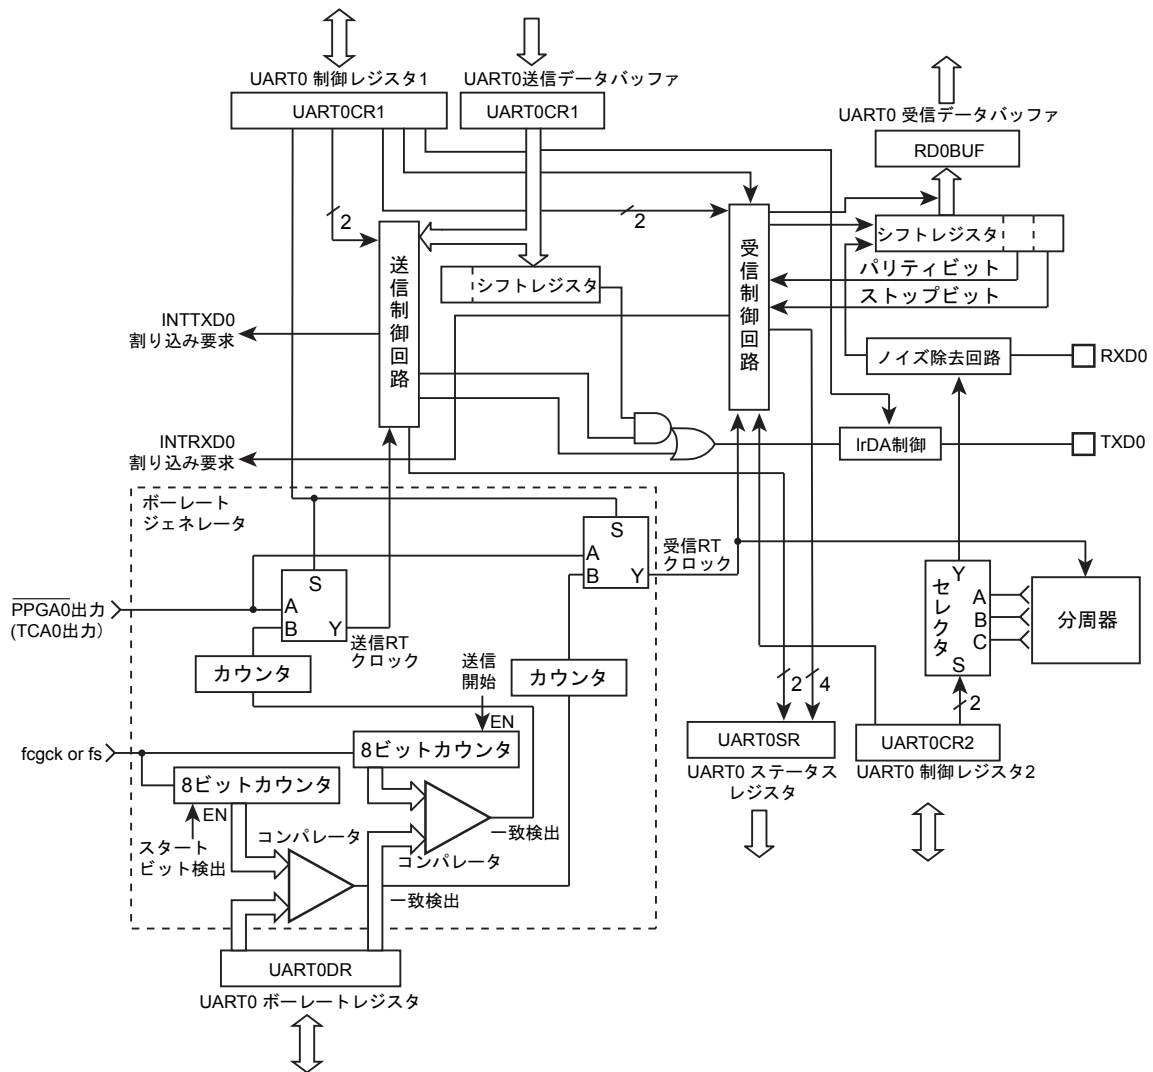 UART0 制御レジスタ1
UART0CR1
UART0送信データバッファ
UART0CR1
UART0 受信データバッファ
RD0BUF
2
2
送信制御回路
シフトレジスタ
受信制御回路
シフトレジスタ
パリティビット
ストップビット
INTTXD0
割り込み要求
ノイズ除去回路
RXD0
INTRXD0
割り込み要求
IrDA制御
TXD0
ボーレート
ジェネレータ
S
A
B
Y
受信RT
クロック
S
A
B
Y
送信RT
クロック
PPGA0出力
(TCA0出力)
Y
セレクタ
A
B
C
S
分周器
カウンタ
送信
開始
カウンタ
2
4
2
EN
fcgck or fs
8ビットカウンタ
UART0SR
UART0 ステータス
レジスタ
UART0CR2
UART0 制御レジスタ2
8ビットカウンタ
EN
スタート
ビット検出
コンパレータ
一致検出
コンパレータ
一致検出
UART0DR
UART0 ボーレートレジスタ